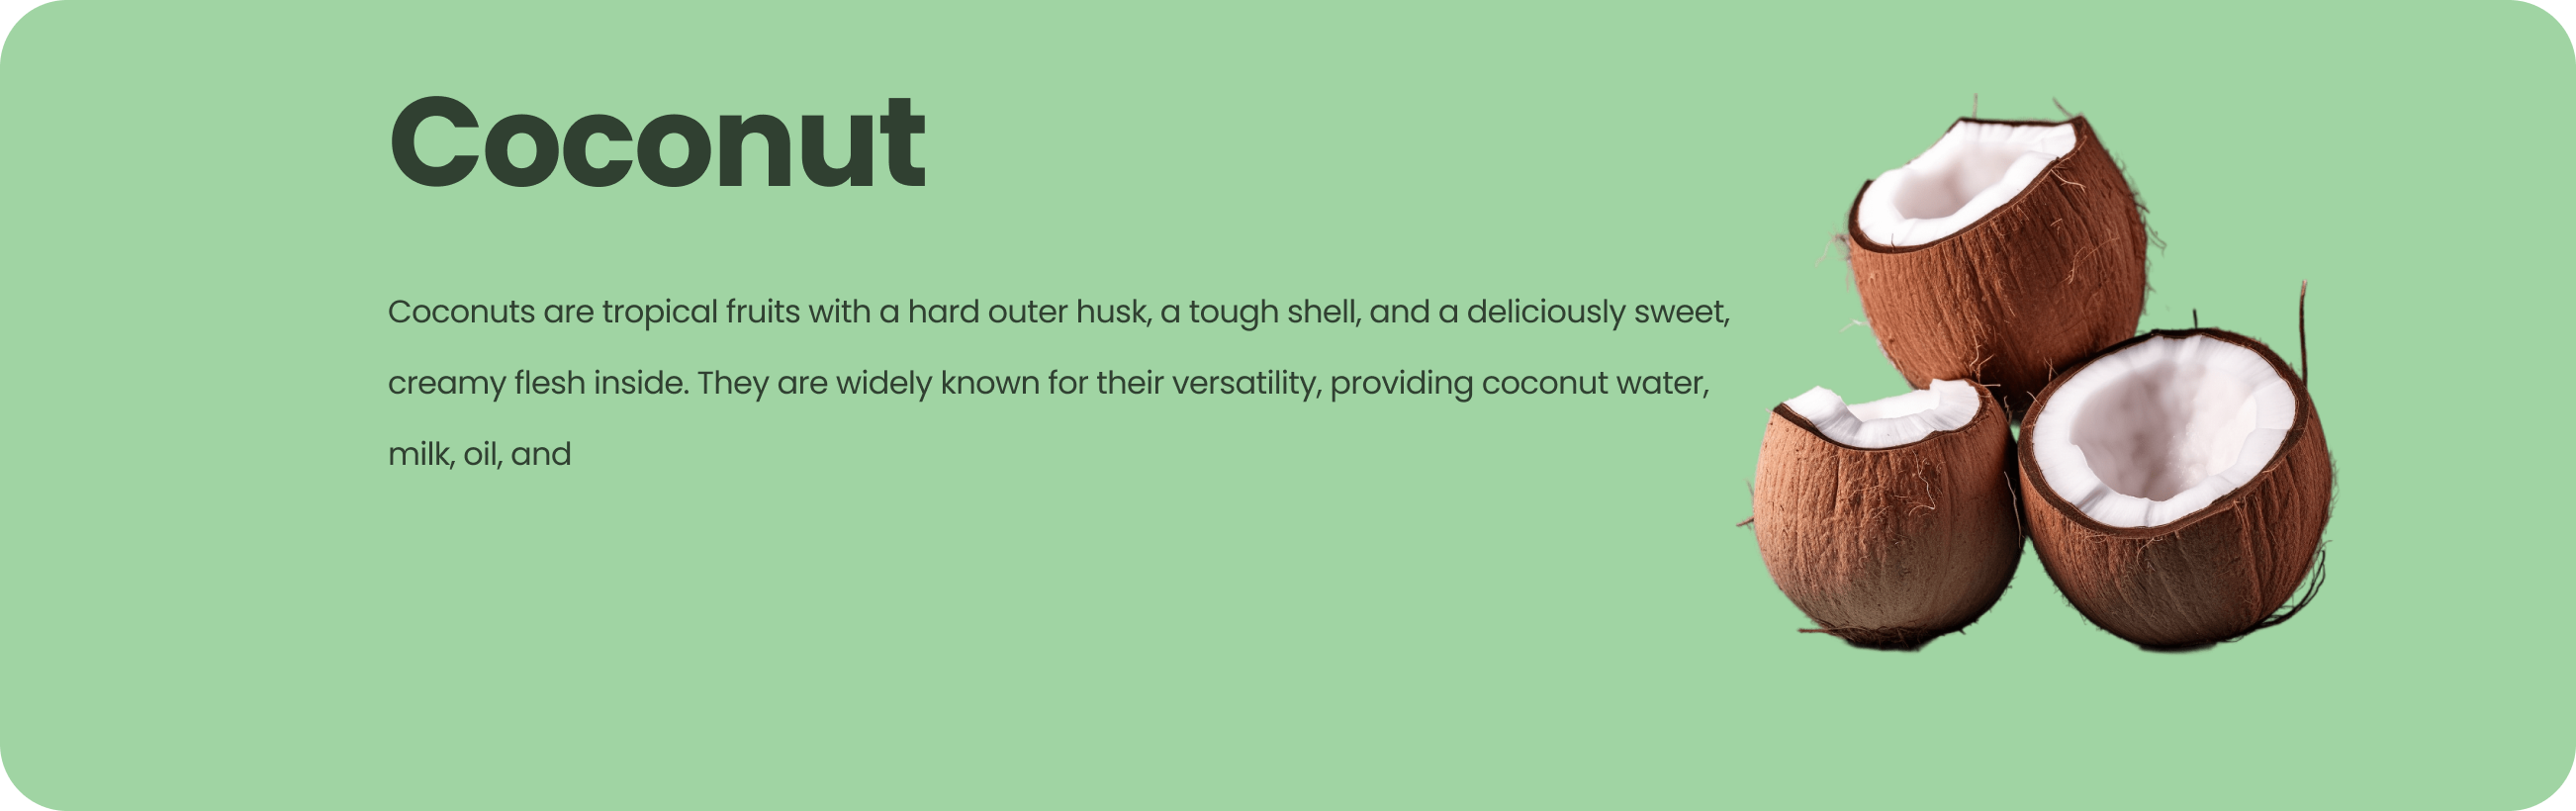 Coconut
Coconuts are tropical fruits with a hard outer husk, a tough shell, and a deliciously sweet,
creamy flesh inside. They are widely known for their versatility, providing coconut water,
milk, oil, and